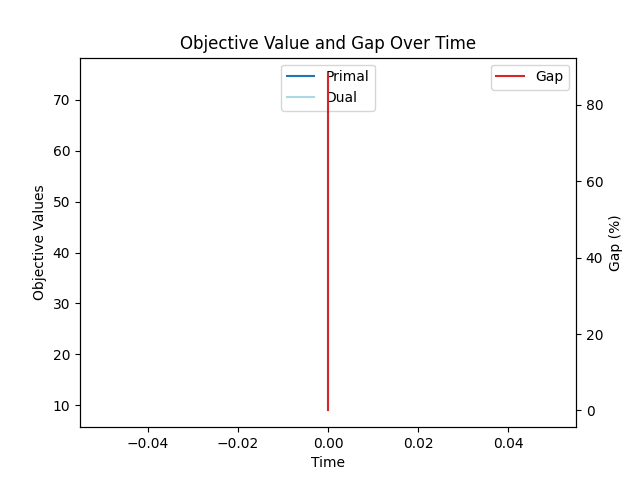 Objective Value and Gap Over Time
Primal
Dual
Gap
70
60
50
40
30
20
10
Objective Values
80
60
40
20
0
Gap (%)
−0.04
−0.02
0.00
0.02
0.04
Time